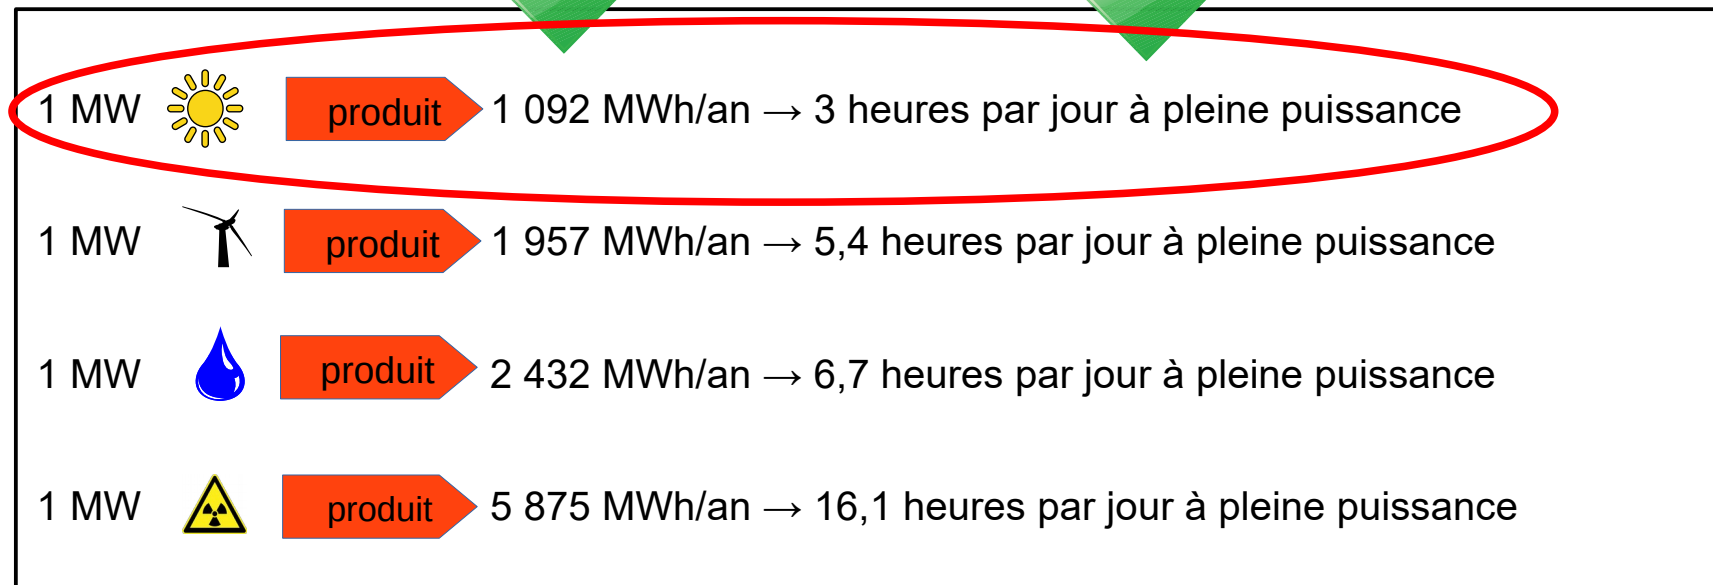 1 MW produit 1 092 MWh/an → 3 heures par jour à pleine puissance
1 MW produit 1 957 MWh/an → 5,4 heures par jour à pleine puissance
1 MW produit 2 432 MWh/an → 6,7 heures par jour à pleine puissance
1 MW produit 5 875 MWh/an → 16,1 heures par jour à pleine puissance